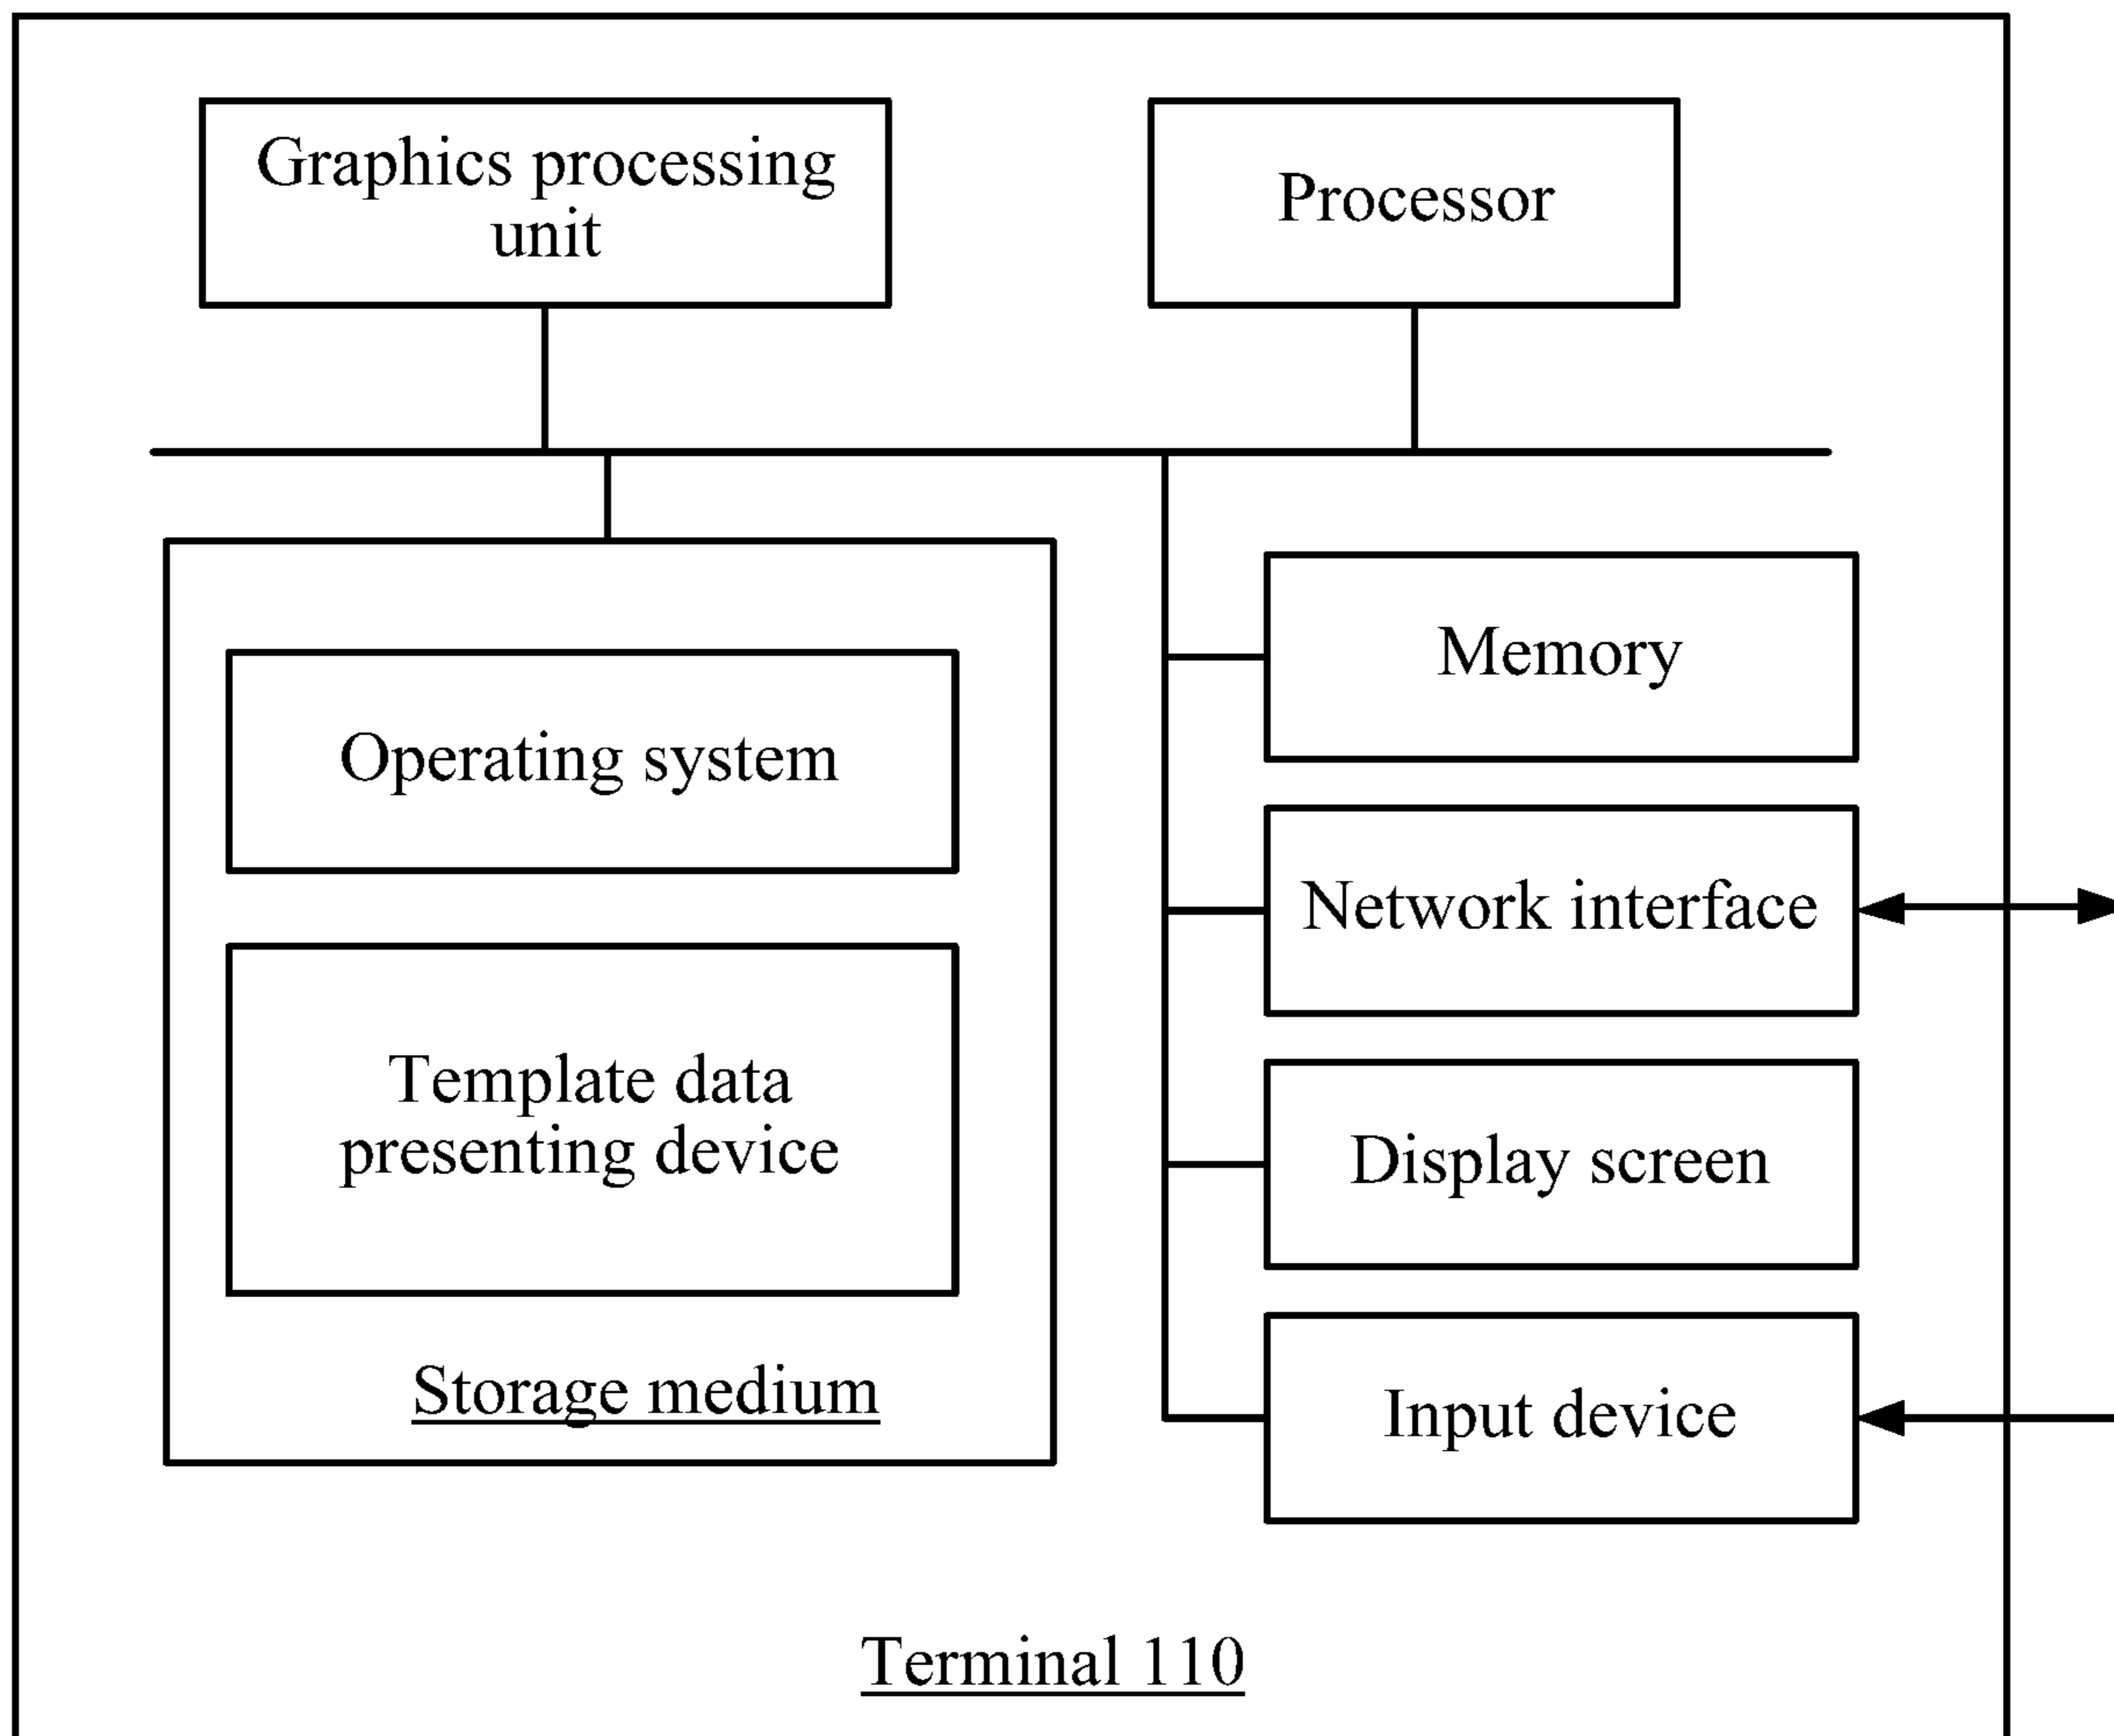 Graphics processing
unit
Processor
Operating system
Template data
presenting device
Storage medium
Memory
Network interface
Display screen
Input device
Terminal 110